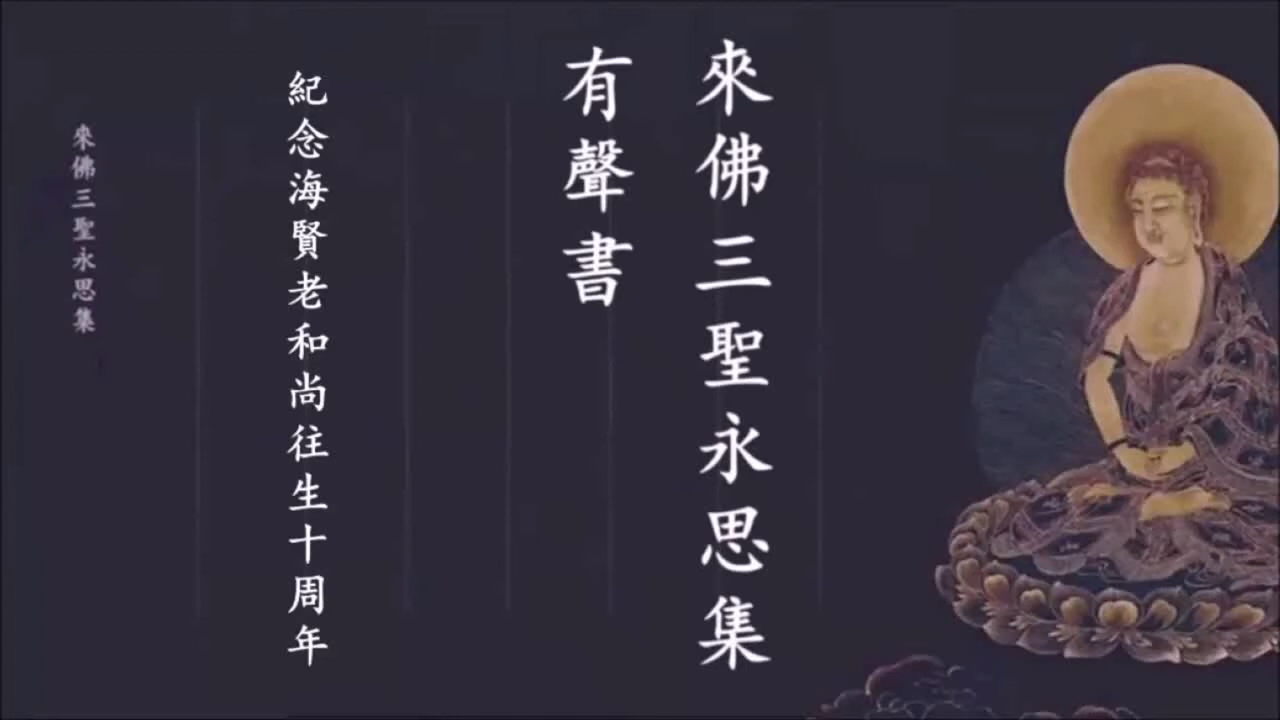 來佛三聖永思集
有聲書
紀念海賢老和尚往生十周年
來佛三聖永思集